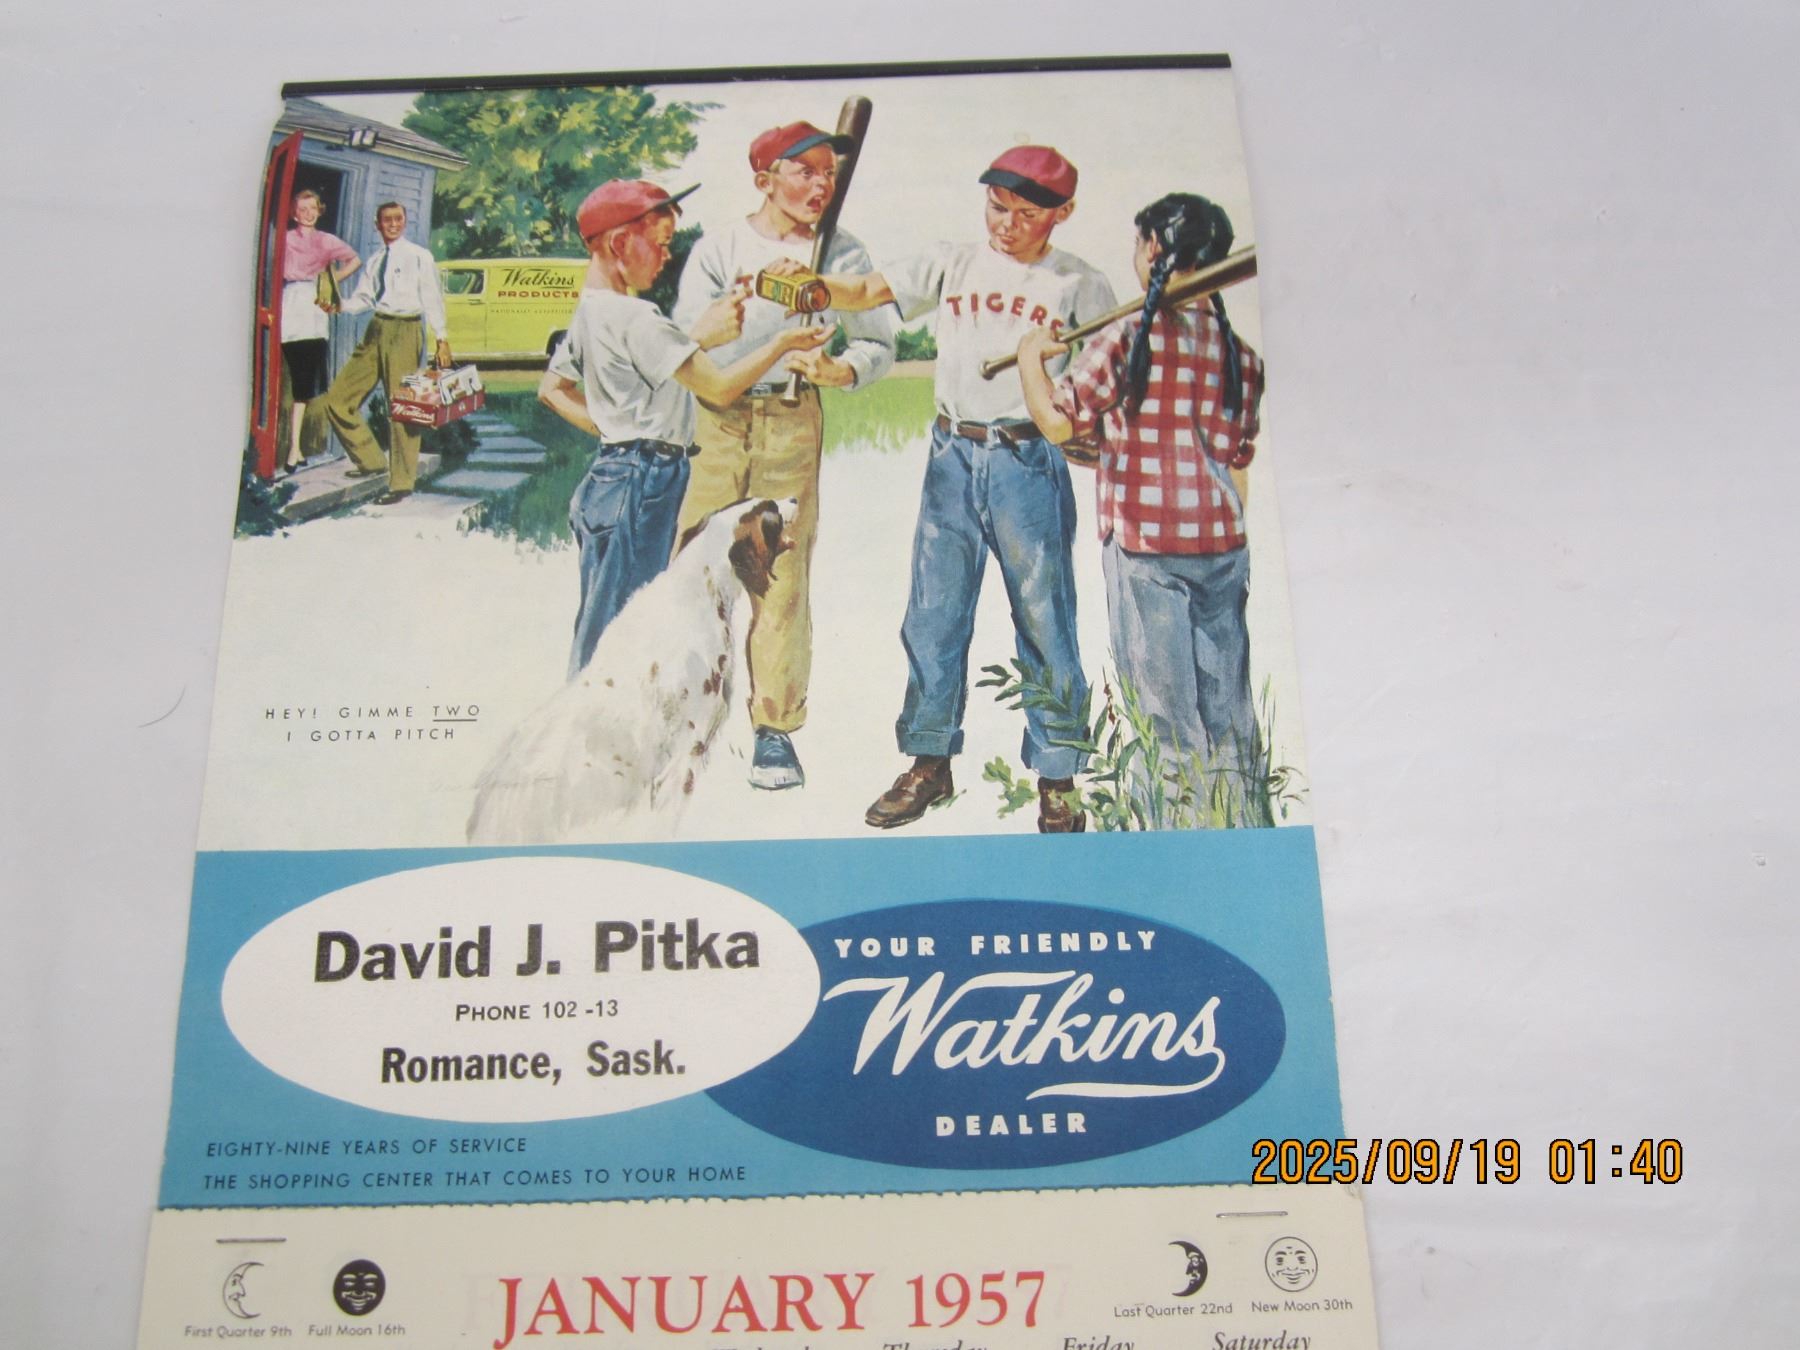 Watkins
PRODUCTS
Watkins
R
TIGERS
HEY! GIMME TWO
I GOTTA PITCH
David J. Pitka
PHONE 102 -13
Romance, Sask.
YOUR FRIENDLY
Watkins
DEALER
EIGHTY-NINE YEARS OF SERVICE
THE SHOPPING CENTER THAT COMES TO YOUR HOME
2025/09/19 01:40
First Quarter 9th
Full Moon 16th
JANUARY 1957
Last Quarter 22nd
New Moon 30th
Thursday
Friday
Saturday